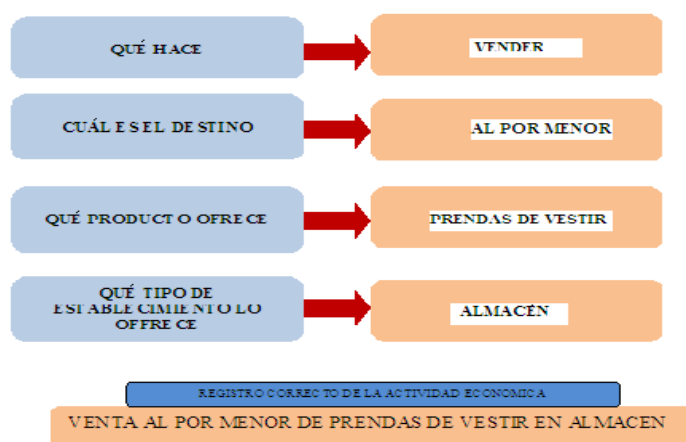 QUÉ HACE
VENDER
CUÁL ES EL DESTINO
AL POR MENOR
QUÉ PRODUCTO OFRECE
PRENDAS DE VESTIR
QUÉ TIPO DE
ESTABLECIMIENTO LO
OFFRECE
ALMACÉN
REGISTRO CORRECTO DE LA ACTIVIDAD ECONOMICA
VENTA AL POR MENOR DE PRENDAS DE VESTIR EN ALMACEN